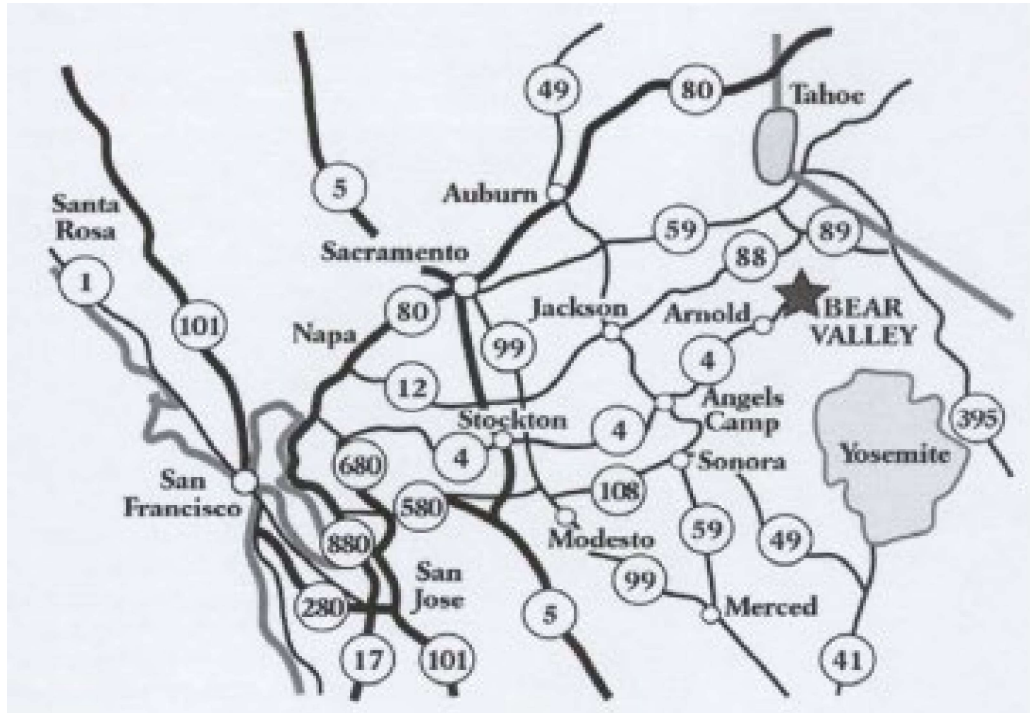 49
80
Tahoe
5
Auburn
Santa
Rosa
59
89
Sacramento
88
1
80
Jackson
Arnold
BEAR
VALLEY
101
Napa
99
4
12
Angels
Camp
395
Stockton
4
4
Yosemite
680
Sonora
San
Francisco
580
108
880
Modesto
59
49
San
Jose
99
280
5
Merced
17
101
41